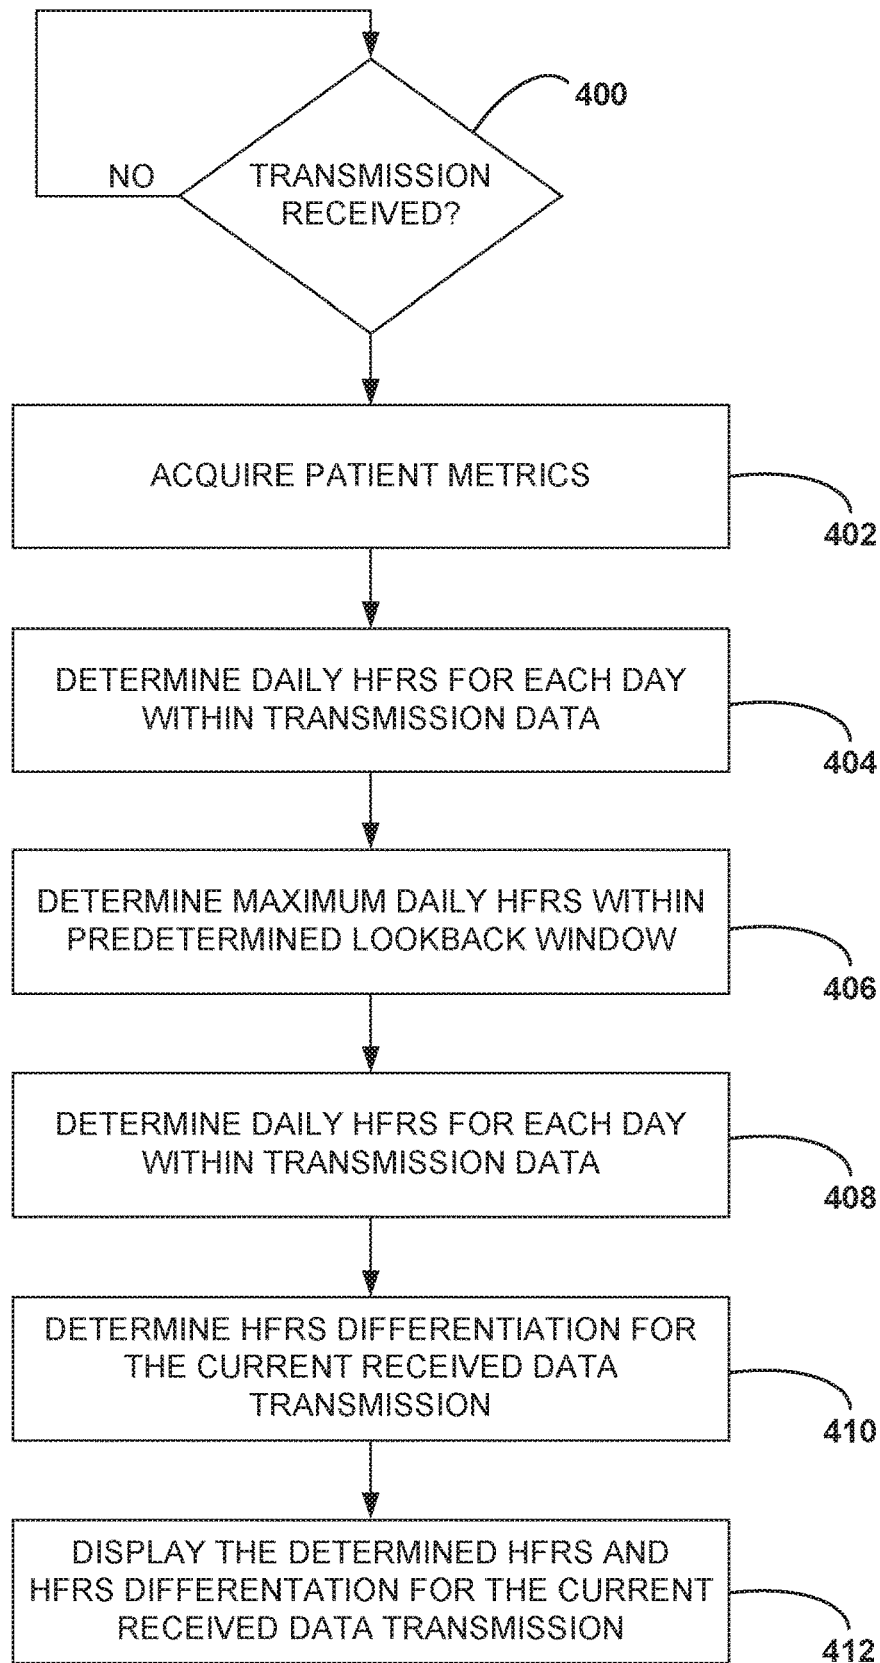 400
TRANSMISSION
RECEIVED?
NO
ACQUIRE PATIENT METRICS
402
DETERMINE DAILY HFRS FOR EACH DAY
WITHIN TRANSMISSION DATA
404
DETERMINE MAXIMUM DAILY HFRS WITHIN
PREDETERMINED LOOKBACK WINDOW
406
DETERMINE DAILY HFRS FOR EACH DAY
WITHIN TRANSMISSION DATA
408
DETERMINE HFRS DIFFERENTIATION FOR
THE CURRENT RECEIVED DATA
TRANSMISSION
410
DISPLAY THE DETERMINED HFRS AND
HFRS DIFFERENTATION FOR THE CURRENT
RECEIVED DATA TRANSMISSION
412